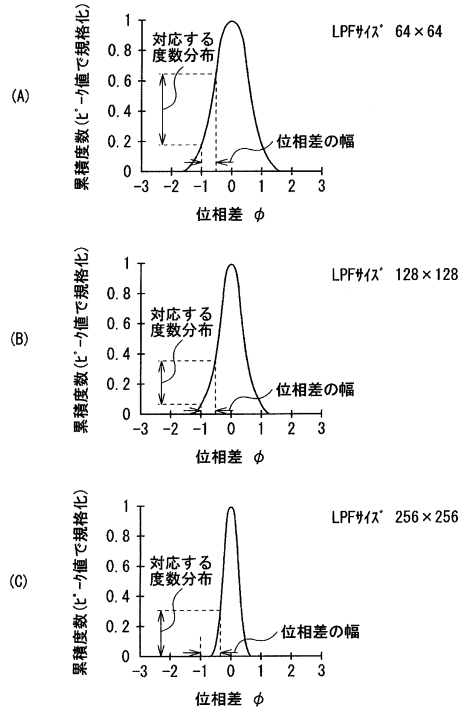 (A)
LPFｻｲｽﾞ 64×64
累積度数(ﾋﾟｰｸ値で規格化)
1
0.8
0.6
0.4
0.2
0
対応する
度数分布
位相差の幅
-3 -2 -1 0 1 2 3
位相差 φ
(B)
LPFｻｲｽﾞ 128×128
累積度数(ﾋﾟｰｸ値で規格化)
1
0.8
0.6
0.4
0.2
0
対応する
度数分布
位相差の幅
-3 -2 -1 0 1 2 3
位相差 φ
(C)
LPFｻｲｽﾞ 256×256
累積度数(ﾋﾟｰｸ値で規格化)
1
0.8
0.6
0.4
0.2
0
対応する
度数分布
位相差の幅
-3 -2 -1 0 1 2 3
位相差 φ